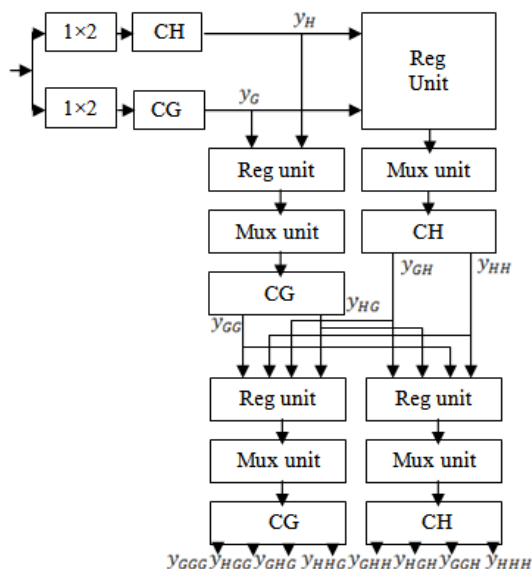 1×2
CH
y_H
Reg
Unit
1×2
CG
y_G
Reg unit
Mux unit
Mux unit
CH
CG
y_GH
y_HH
y_HG
y_GG
Reg unit
Reg unit
Mux unit
Mux unit
CG
CH
y_GGG y_HGG y_GHG y_HHG y_GHH y_HGH y_GGH y_HHH